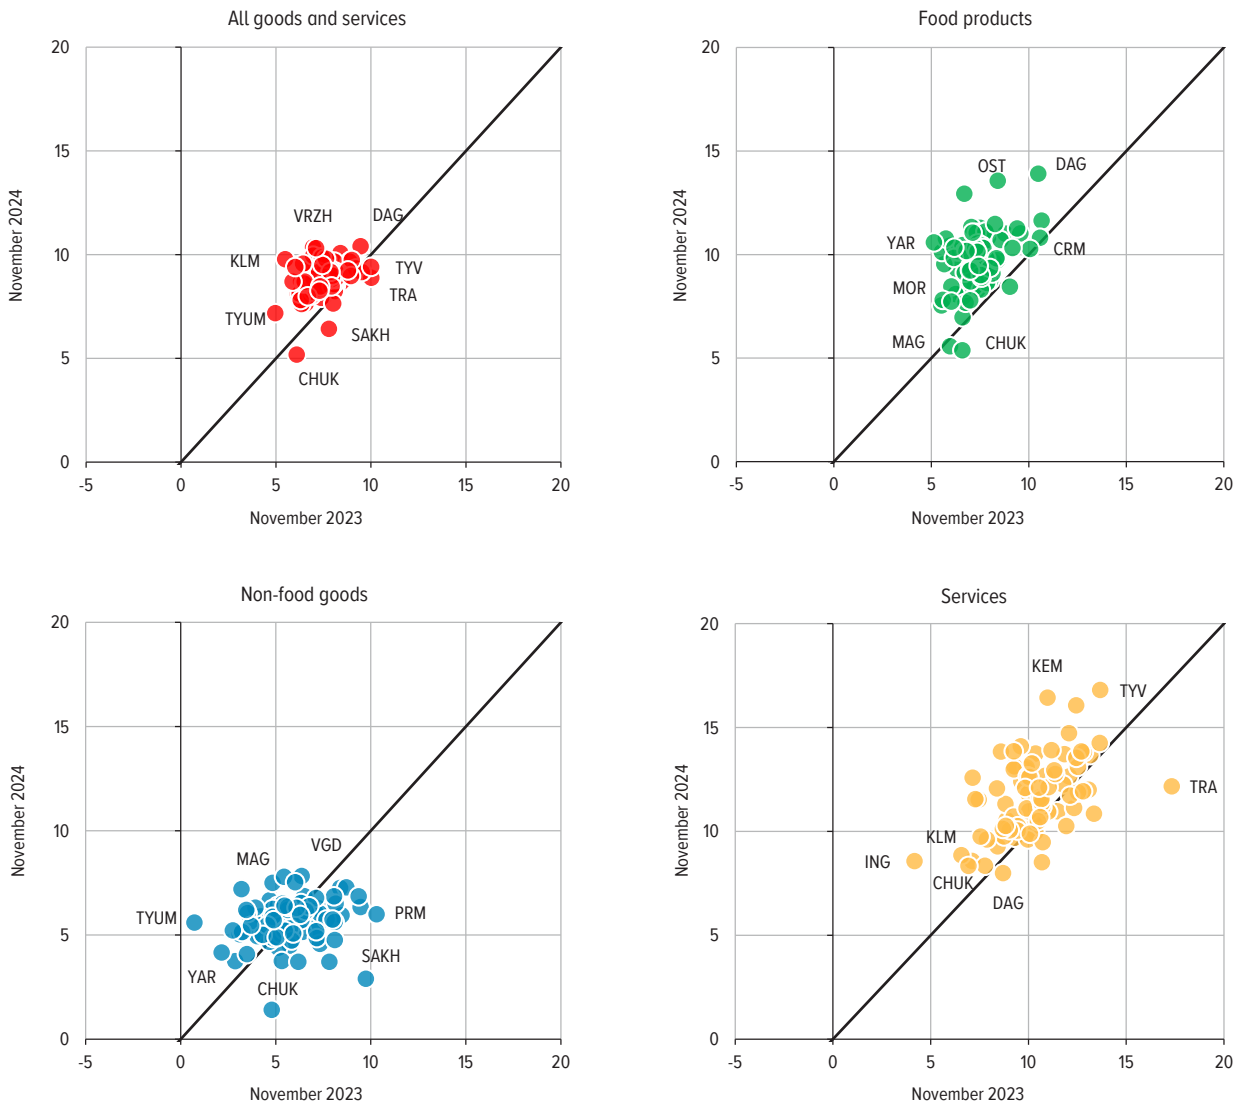 All goods and services
20
15
10
5
0
-5
0
5
10
15
20
November 2024
November 2023
VRZH
DAG
KLM
TYV
TRA
TYUM
SAKH
CHUK
Food products
20
15
10
5
0
-5
0
5
10
15
20
November 2024
November 2023
OST
DAG
YAR
CRM
MOR
MAG
CHUK
Non-food goods
20
15
10
5
0
-5
0
5
10
15
20
November 2024
November 2023
VGD
MAG
TYUM
PRM
SAKH
YAR
CHUK
Services
20
15
10
5
0
-5
0
5
10
15
20
November 2024
November 2023
KEM
TYV
TRA
KLM
ING
CHUK
DAG